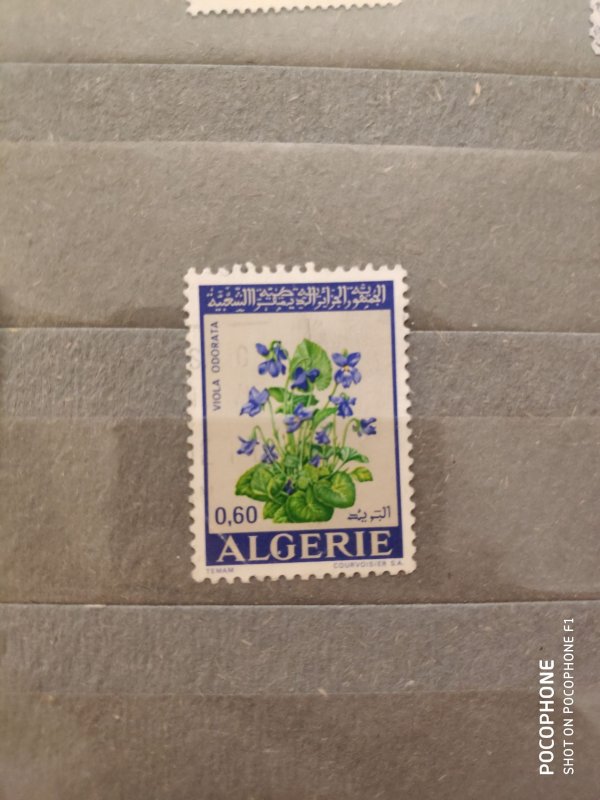 الجمهورية الجزائرية الديمقراطية الشعبية
VIOLA ODORATA
0,60
البريد
ALGERIE
TEMAM
COURVOISIER S.A.
POCOPHONE
SHOT ON POCOPHONE F1